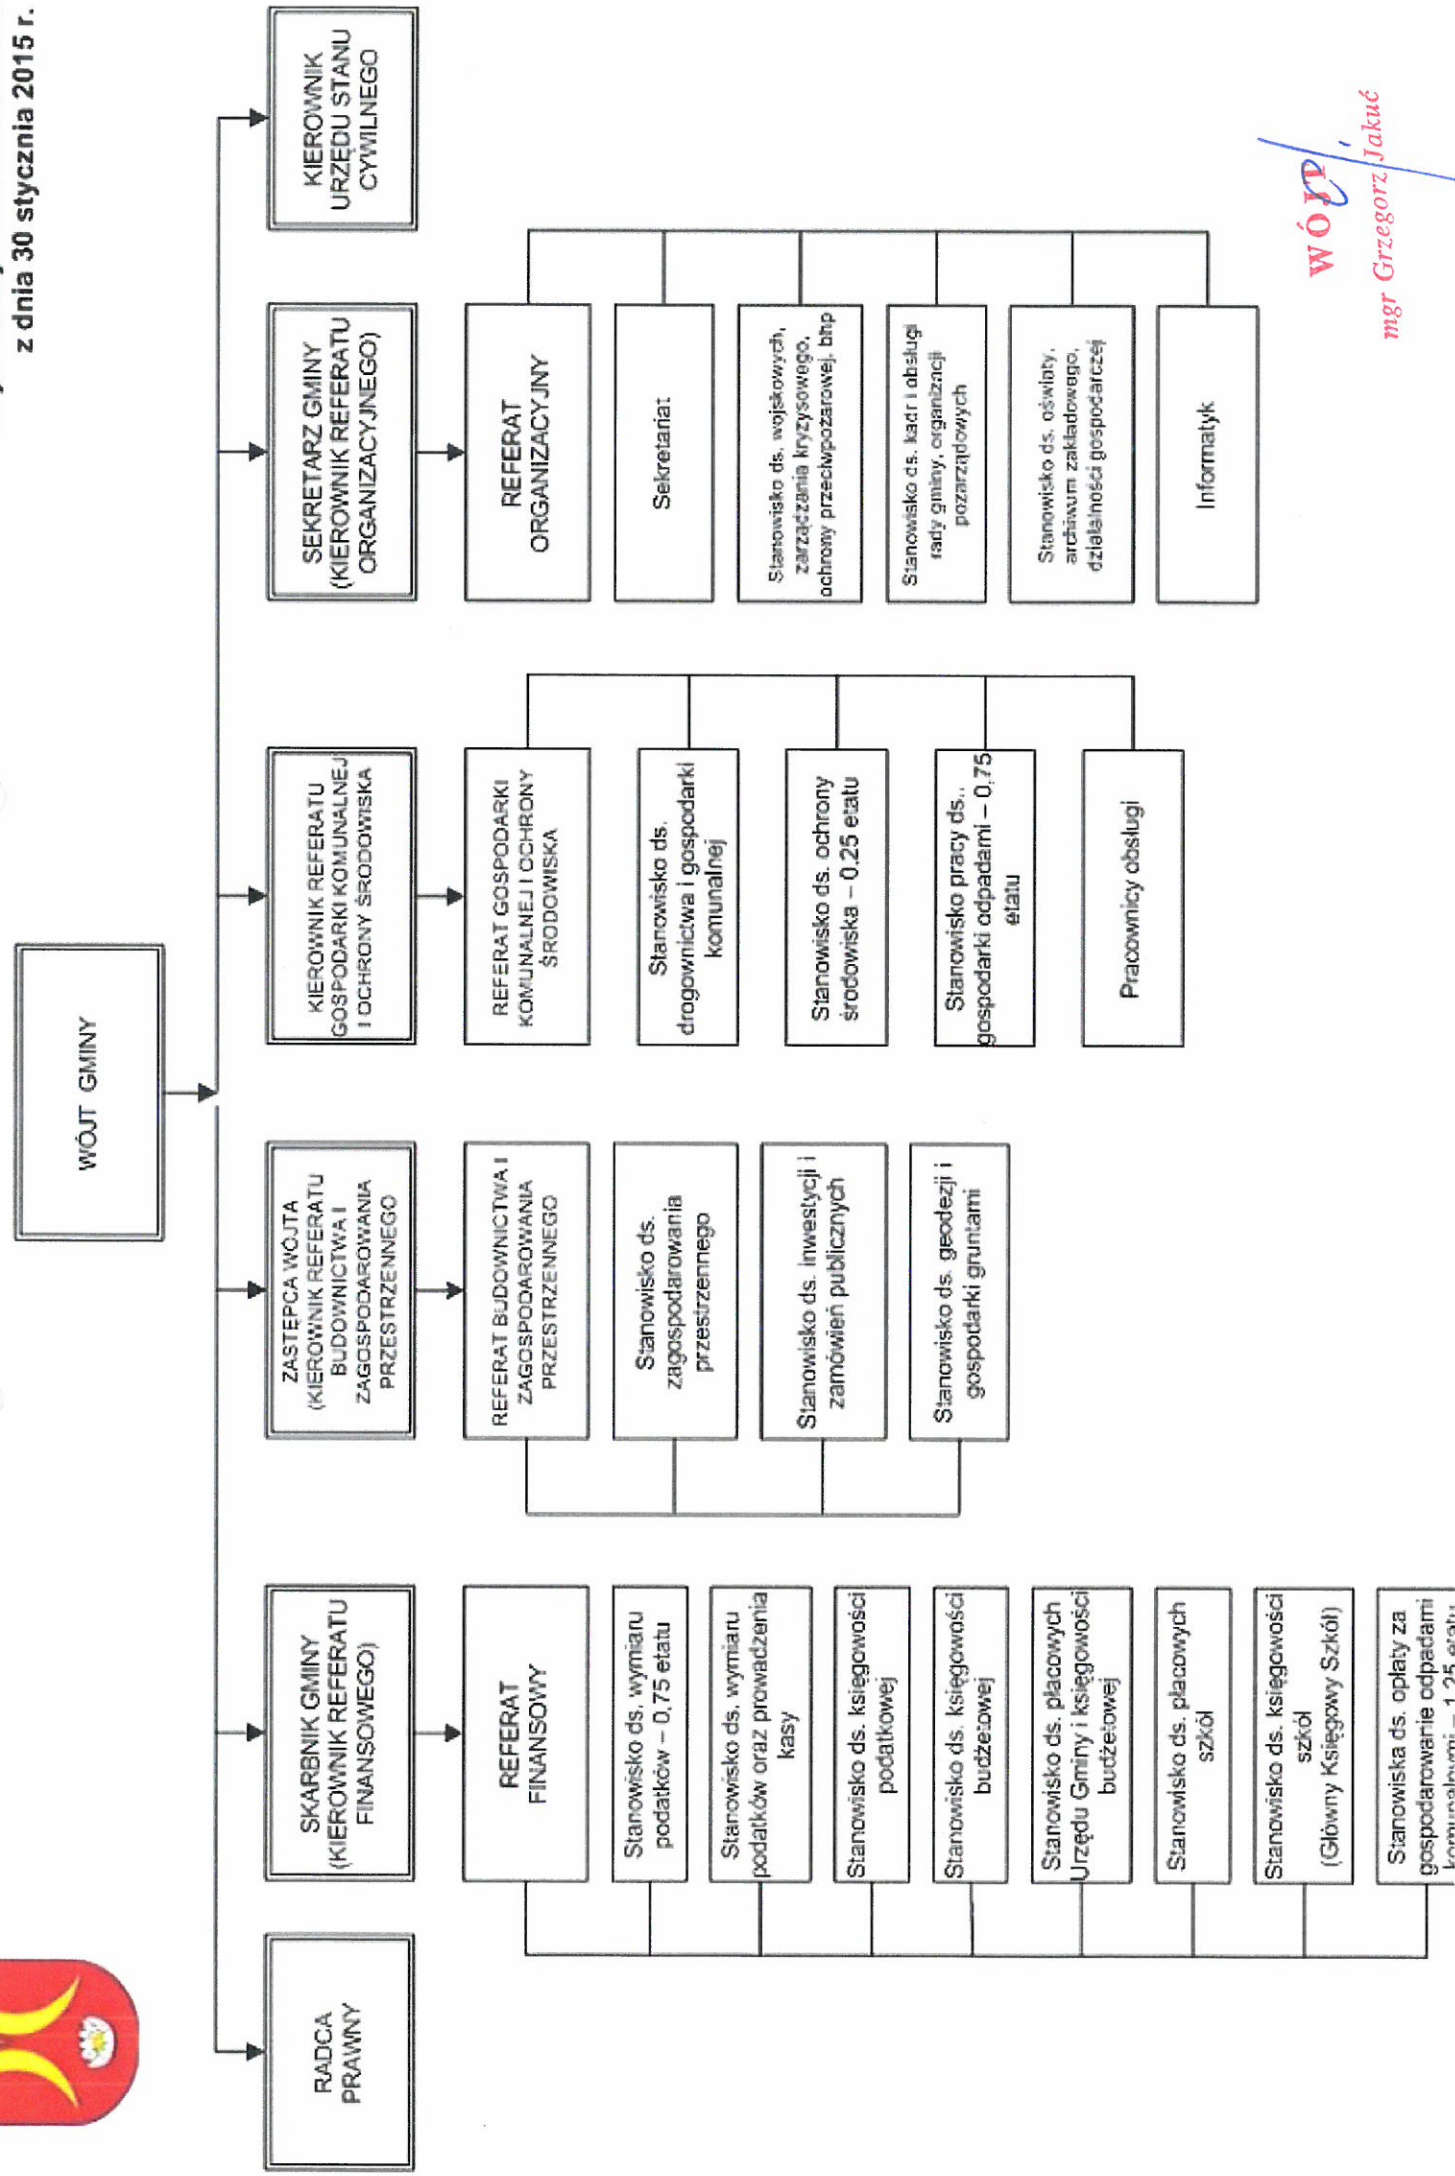 z dnia 30 stycznia 2015 r.
WÓJT GMINY
RADCA
PRAWNY
SKARBNIK GMINY
(KIEROWNIK REFERATU
FINANSOWEGO)
ZASTĘPCA WÓJTA
(KIEROWNIK REFERATU
BUDOWNICTWA I
ZAGOSPODAROWANIA
PRZESTRZENNEGO
KIEROWNIK REFERATU
GOSPODARKI KOMUNALNEJ
I OCHRONY ŚRODOWISKA
SEKRETARZ GMINY
(KIEROWNIK REFERATU
ORGANIZACYJNEGO)
KIEROWNIK
URZĘDU STANU
CYWILNEGO
REFERAT
FINANSOWY
Stanowisko ds. wymiaru
podatków – 0,75 etatu
Stanowisko ds. wymiaru
podatków oraz prowadzenia
kasy
Stanowisko ds. księgowości
podatkowej
Stanowisko ds. księgowości
budżetowej
Stanowisko ds. płacowych
Urzędu Gminy i księgowości
budżetowej
Stanowisko ds. płacowych
szkół
Stanowisko ds. księgowości
szkół
(Główny Księgowy Szkół)
Stanowiska ds. opłaty za
gospodarowanie odpadami
komunalnymi – 1,25 etatu
REFERAT BUDOWNICTWA I
ZAGOSPODAROWANIA
PRZESTRZENNEGO
Stanowisko ds.
zagospodarowania
przestrzennego
Stanowisko ds. inwestycji i
zamówień publicznych
Stanowisko ds. geodezji i
gospodarki gruntami
REFERAT GOSPODARKI
KOMUNALNEJ I OCHRONY
ŚRODOWISKA
Stanowisko ds.
drogownictwa i gospodarki
komunalnej
Stanowisko ds. ochrony
środowiska – 0,25 etatu
Stanowisko pracy ds..
gospodarki odpadami – 0,75
etatu
Pracownicy obsługi
REFERAT
ORGANIZACYJNY
Sekretariat
Stanowisko ds. wojskowych,
zarządzania kryzysowego,
ochrony przeciwpożarowej. bhp
Stanowisko ds. kadr i obsługi
rady gminy, organizacji
pozarządowych
Stanowisko ds. oświaty,
archiwum zakładowego,
działalności gospodarczej
Informatyk
WÓJT
mgr Grzegorz Jakuć